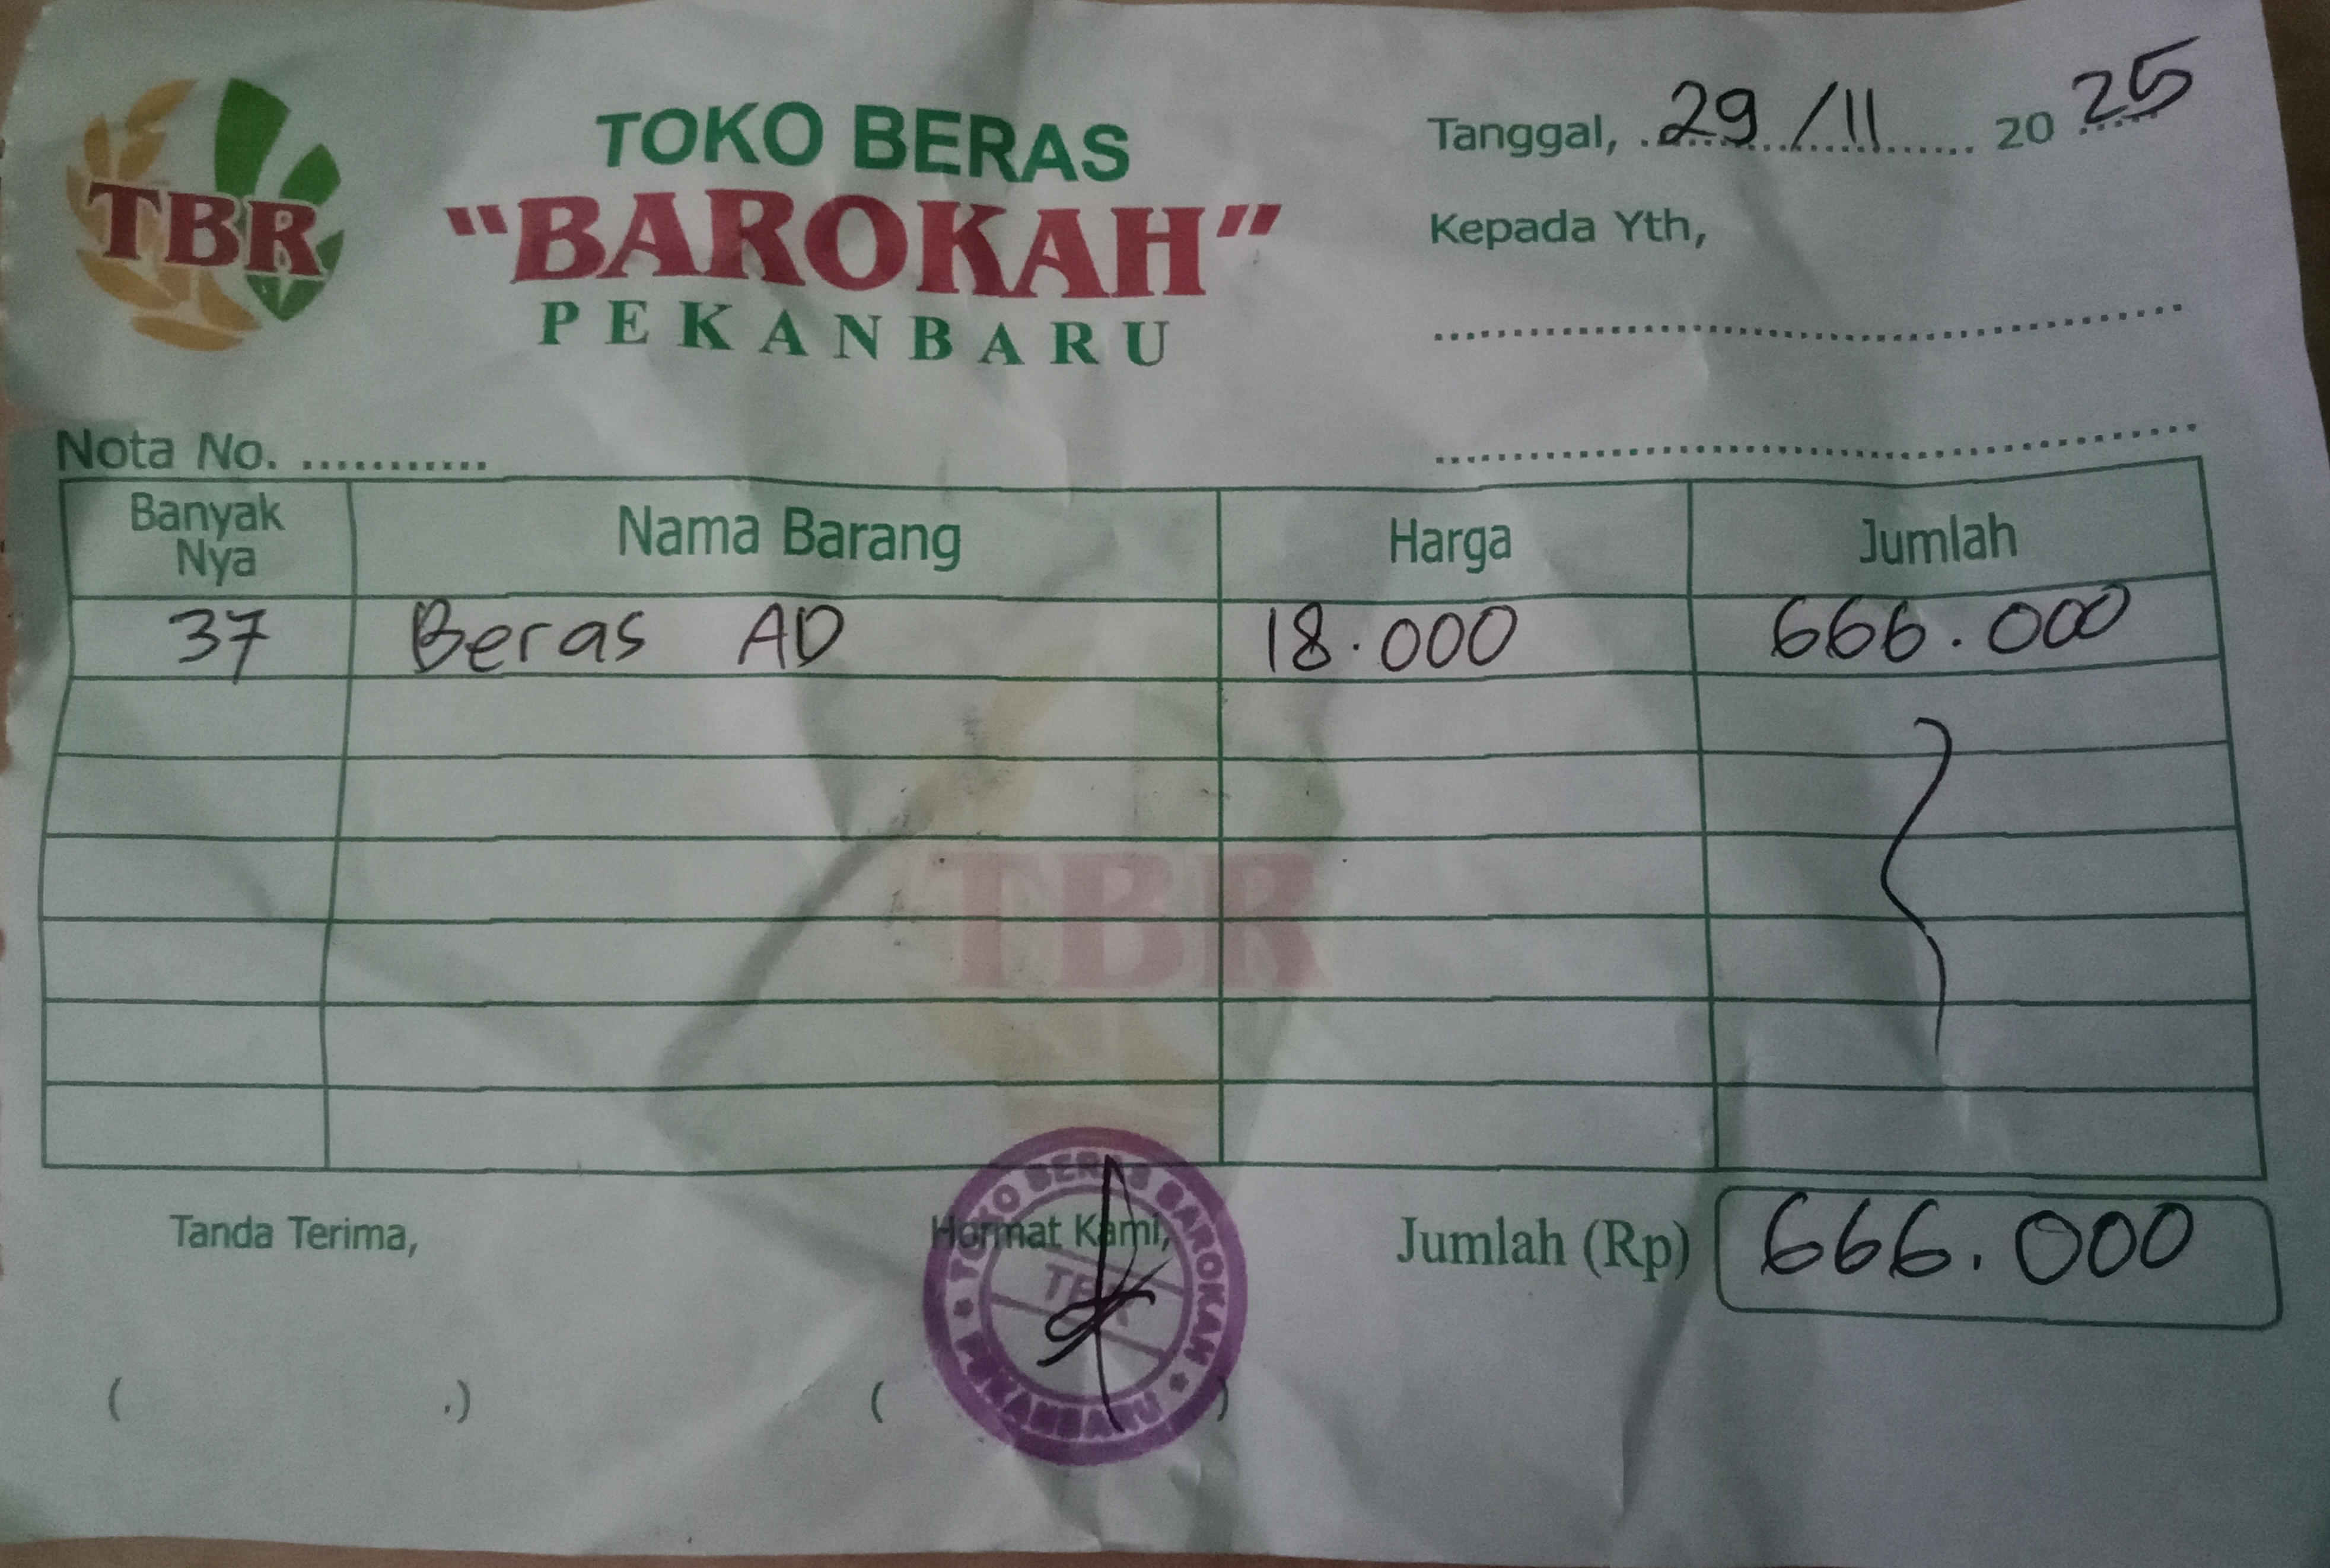 TBR
TOKO BERAS
"BAROKAH"
PEKANBARU
Tanggal, 29/11 2025
Kepada Yth,
Nota No. ...........
Banyak Nya Nama Barang Harga Jumlah
37 Beras AD 18.000 666.000
TBR
Tanda Terima, Hormat Kami, Jumlah (Rp) 666.000
TOKO BERAS BAROKAH
TBR
PEKANBARU
( .) ( )